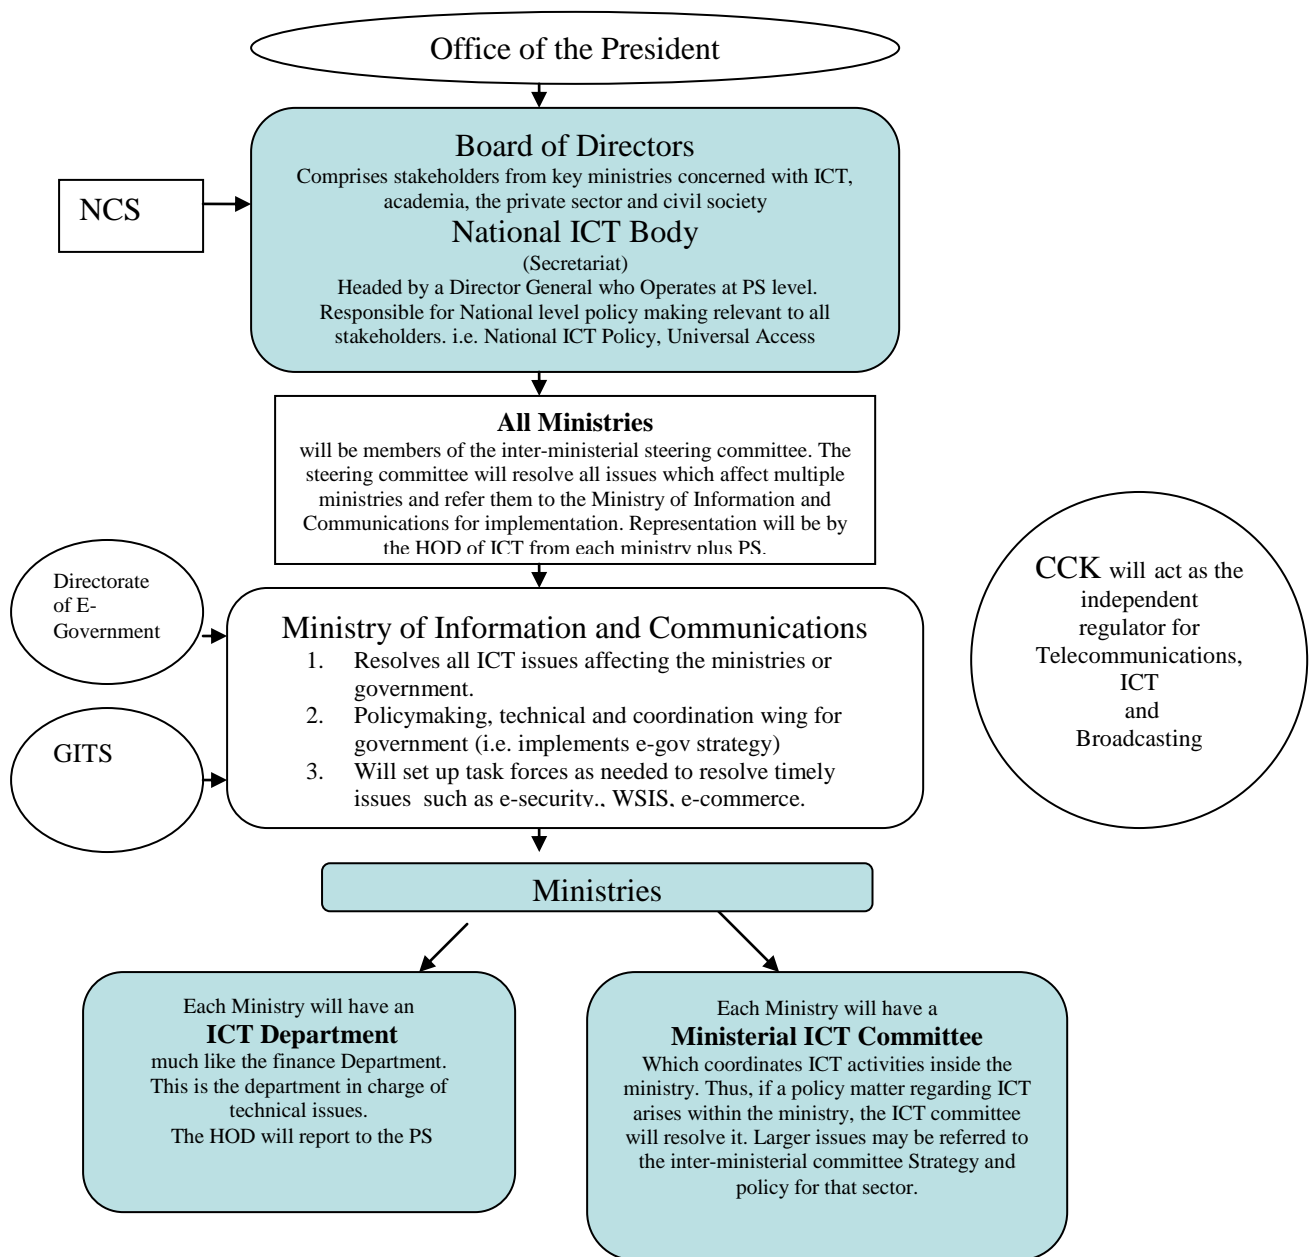 Office of the President
Board of Directors
Comprises stakeholders from key ministries concerned with ICT,
academia, the private sector and civil society
National ICT Body
(Secretariat)
Headed by a Director General who Operates at PS level.
Responsible for National level policy making relevant to all
stakeholders. i.e. National ICT Policy, Universal Access
NCS
All Ministries
will be members of the inter-ministerial steering committee. The
steering committee will resolve all issues which affect multiple
ministries and refer them to the Ministry of Information and
Communications for implementation. Representation will be by
the HOD of ICT from each ministry plus PS.
Directorate
of E-
Government
GITS
Ministry of Information and Communications
1. Resolves all ICT issues affecting the ministries or
government.
2. Policymaking, technical and coordination wing for
government (i.e. implements e-gov strategy)
3. Will set up task forces as needed to resolve timely
issues such as e-security., WSIS, e-commerce.
CCK will act as the
independent
regulator for
Telecommunications,
ICT
and
Broadcasting
Ministries
Each Ministry will have an
ICT Department
much like the finance Department.
This is the department in charge of
technical issues.
The HOD will report to the PS
Each Ministry will have a
Ministerial ICT Committee
Which coordinates ICT activities inside the
ministry. Thus, if a policy matter regarding ICT
arises within the ministry, the ICT committee
will resolve it. Larger issues may be referred to
the inter-ministerial committee Strategy and
policy for that sector.